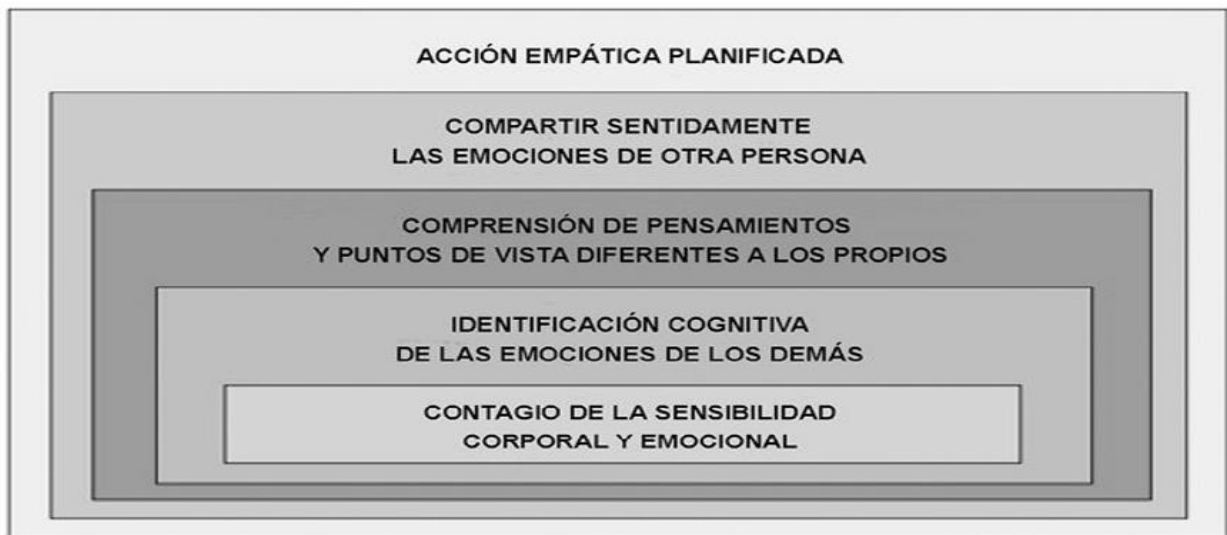 ACCIÓN EMPÁTICA PLANIFICADA
COMPARTIR SENTIDAMENTE
LAS EMOCIONES DE OTRA PERSONA
COMPRENSIÓN DE PENSAMIENTOS
Y PUNTOS DE VISTA DIFERENTES A LOS PROPIOS
IDENTIFICACIÓN COGNITIVA
DE LAS EMOCIONES DE LOS DEMÁS
CONTAGIO DE LA SENSIBILIDAD
CORPORAL Y EMOCIONAL